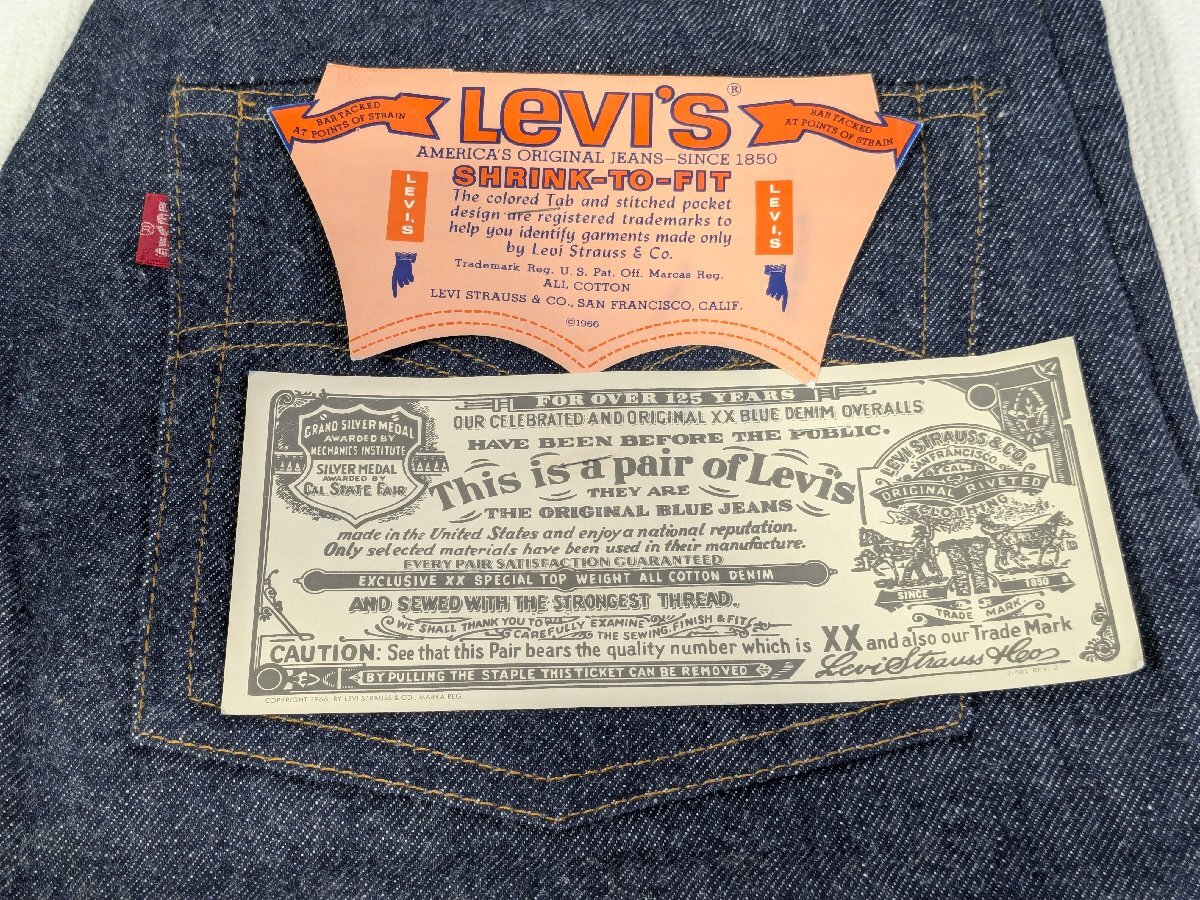 LEVI'S®
BAR TACKED
AT POINTS OF STRAIN
BAR TACKED
AT POINTS OF STRAIN
AMERICA'S ORIGINAL JEANS—SINCE 1850
SHRINK-TO-FIT
The colored Tab and stitched pocket
design are registered trademarks to
help you identify garments made only
by Levi Strauss & Co.
LEVI'S
LEVI'S
Trademark Reg. U.S. Pat. Off. Marcas Reg.
ALL COTTON
LEVI STRAUSS & CO., SAN FRANCISCO, CALIF.
©1966
FOR OVER 125 YEARS
OUR CELEBRATED AND ORIGINAL XX BLUE DENIM OVERALLS
HAVE BEEN BEFORE THE PUBLIC.
This is a pair of Levi's
THEY ARE
THE ORIGINAL BLUE JEANS
made in the United States and enjoy a national reputation.
Only selected materials have been used in their manufacture.
EVERY PAIR SATISFACTION GUARANTEED
EXCLUSIVE XX SPECIAL TOP WEIGHT ALL COTTON DENIM
AND SEWED WITH THE STRONGEST THREAD.
WE SHALL THANK YOU TO
CAREFULLY EXAMINE THE SEWING, FINISH & FIT
CAUTION: See that this Pair bears the quality number which is XX and also our Trade Mark
Levi Strauss & Co
BY PULLING THE STAPLE THIS TICKET CAN BE REMOVED
COPYRIGHT 1966 BY LEVI STRAUSS & CO., MARKA REG.
GRAND SILVER MEDAL
AWARDED BY
MECHANICS INSTITUTE
SILVER MEDAL
AWARDED BY
CAL STATE FAIR
LEVI STRAUSS & CO.
SAN FRANCISCO
CAL.
ORIGINAL RIVETED
CLOTHING
SINCE 1850
TRADE MARK